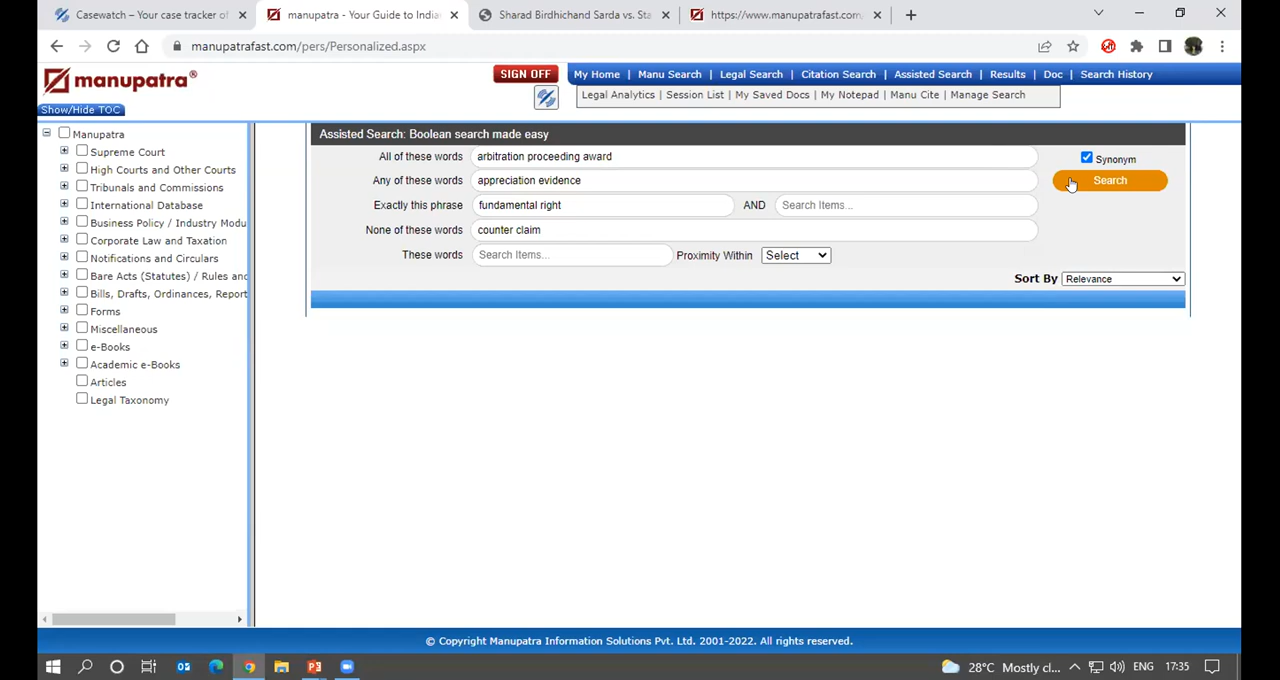 Casewatch – Your case tracker of
manupatra - Your Guide to India
Sharad Birdhichand Sarda vs. Sta
https://www.manupatrafast.com
manupatrafast.com/pers/Personalized.aspx
manupatra®
SIGN OFF
My Home | Manu Search | Legal Search | Citation Search | Assisted Search | Results | Doc | Search History
Legal Analytics | Session List | My Saved Docs | My Notepad | Manu Cite | Manage Search
Show/Hide TOC
Manupatra
Supreme Court
High Courts and Other Courts
Tribunals and Commissions
International Database
Business Policy / Industry Modu
Corporate Law and Taxation
Notifications and Circulars
Bare Acts (Statutes) / Rules and
Bills, Drafts, Ordinances, Report
Forms
Miscellaneous
e-Books
Academic e-Books
Articles
Legal Taxonomy
Assisted Search: Boolean search made easy
All of these words arbitration proceeding award
Synonym
Any of these words appreciation evidence
Search
Exactly this phrase fundamental right AND Search Items...
None of these words counter claim
These words Search Items... Proximity Within Select
Sort By Relevance
© Copyright Manupatra Information Solutions Pvt. Ltd. 2001-2022. All rights reserved.
28°C Mostly cl... ENG 17:35